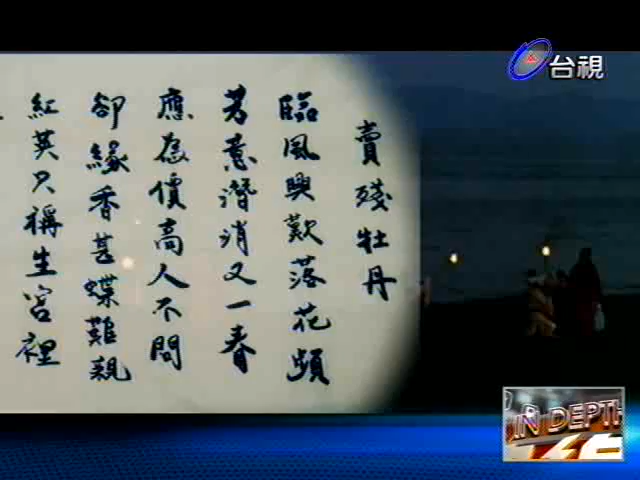 賣殘牡丹
臨風興歎落花頻
芳意潛消又一春
應為價高人不問
卻緣香甚蝶難親
紅英只稱生宮裡
台視
IN DEPTH